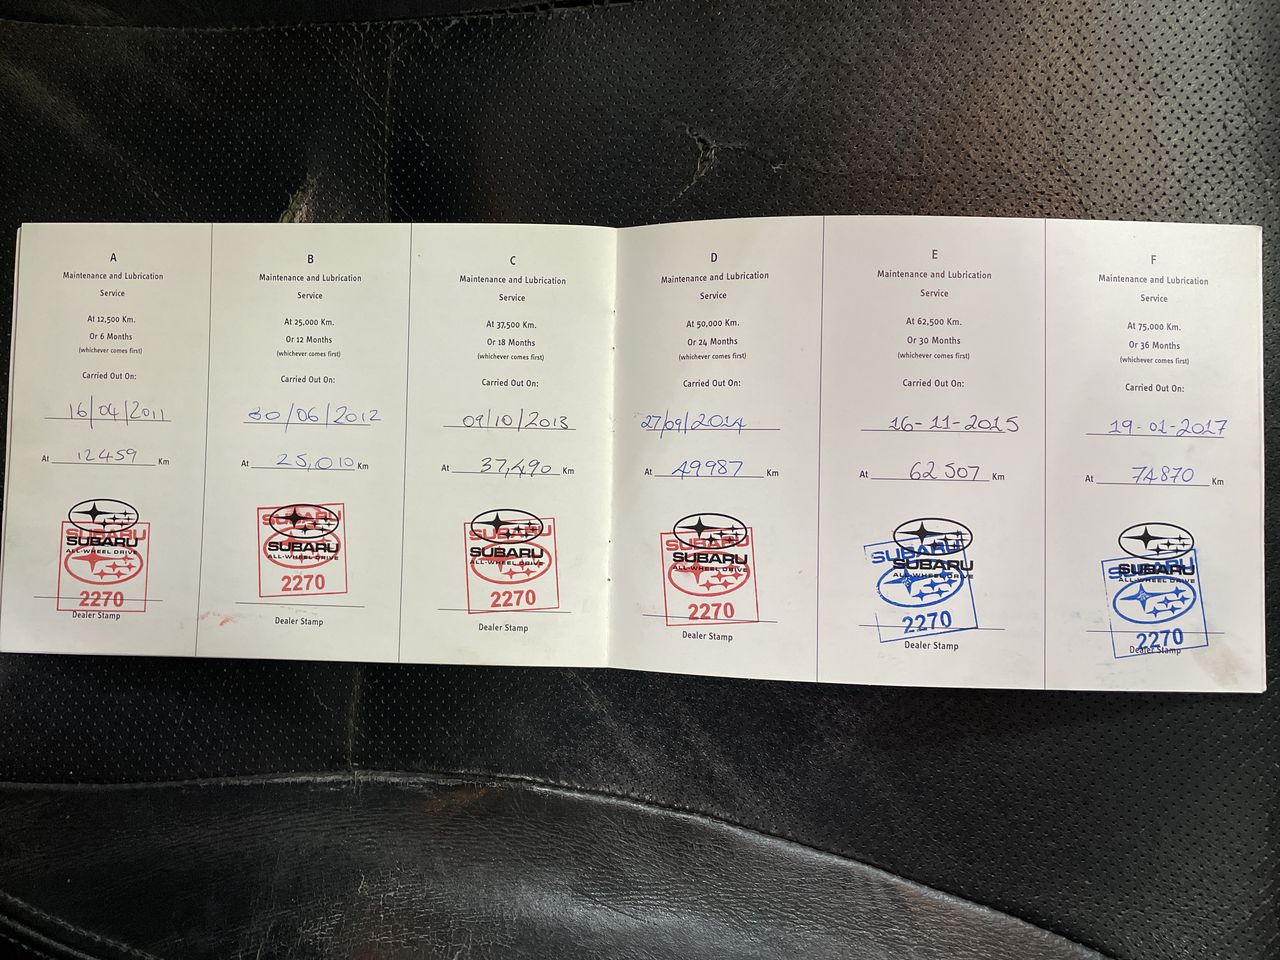 A
Maintenance and Lubrication
Service
At 12,500 Km.
Or 6 Months
(whichever comes first)
Carried Out On:
16/04/2011
At 12459 Km
SUBARU
SUBARU
ALL-WHEEL DRIVE
2270
Dealer Stamp
B
Maintenance and Lubrication
Service
At 25,000 Km.
Or 12 Months
(whichever comes first)
Carried Out On:
30/06/2012
At 25,010 Km
SUBARU
SUBARU
ALL-WHEEL DRIVE
2270
Dealer Stamp
C
Maintenance and Lubrication
Service
At 37,500 Km.
Or 18 Months
(whichever comes first)
Carried Out On:
09/10/2013
At 37,490 Km
SUBARU
SUBARU
ALL-WHEEL DRIVE
2270
Dealer Stamp
D
Maintenance and Lubrication
Service
At 50,000 Km.
Or 24 Months
(whichever comes first)
Carried Out On:
27/09/2014
At 49987 Km
SUBARU
SUBARU
ALL-WHEEL DRIVE
2270
Dealer Stamp
E
Maintenance and Lubrication
Service
At 62,500 Km.
Or 30 Months
(whichever comes first)
Carried Out On:
16-11-2015
At 62507 Km
SUBARU
SUBARU
ALL-WHEEL DRIVE
2270
Dealer Stamp
F
Maintenance and Lubrication
Service
At 75,000 Km.
Or 36 Months
(whichever comes first)
Carried Out On:
19-01-2017
At 74870 Km
SUBARU
SUBARU
ALL-WHEEL DRIVE
2270
Dealer Stamp